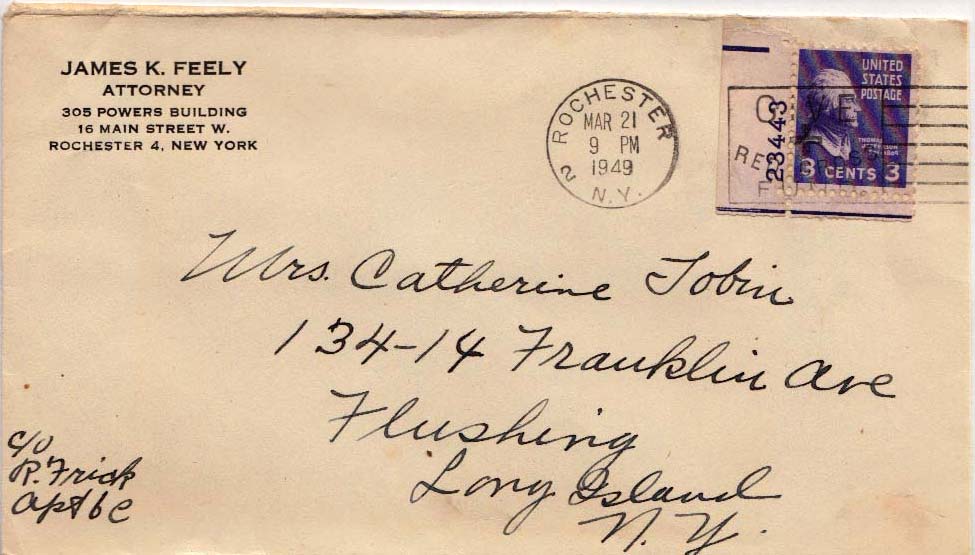 JAMES K. FEELY
ATTORNEY
305 POWERS BUILDING
16 MAIN STREET W.
ROCHESTER 4, NEW YORK
ROCHESTER
MAR 21
9 PM
1949
2 N.Y.
UNITED
STATES
POSTAGE
THOMAS
3 CENTS 3
23443
Mrs. Catherine Tobin
134-14 Franklin Ave
Flushing
Long Island
N.Y.
c/o
R. Frick
Apt 6C